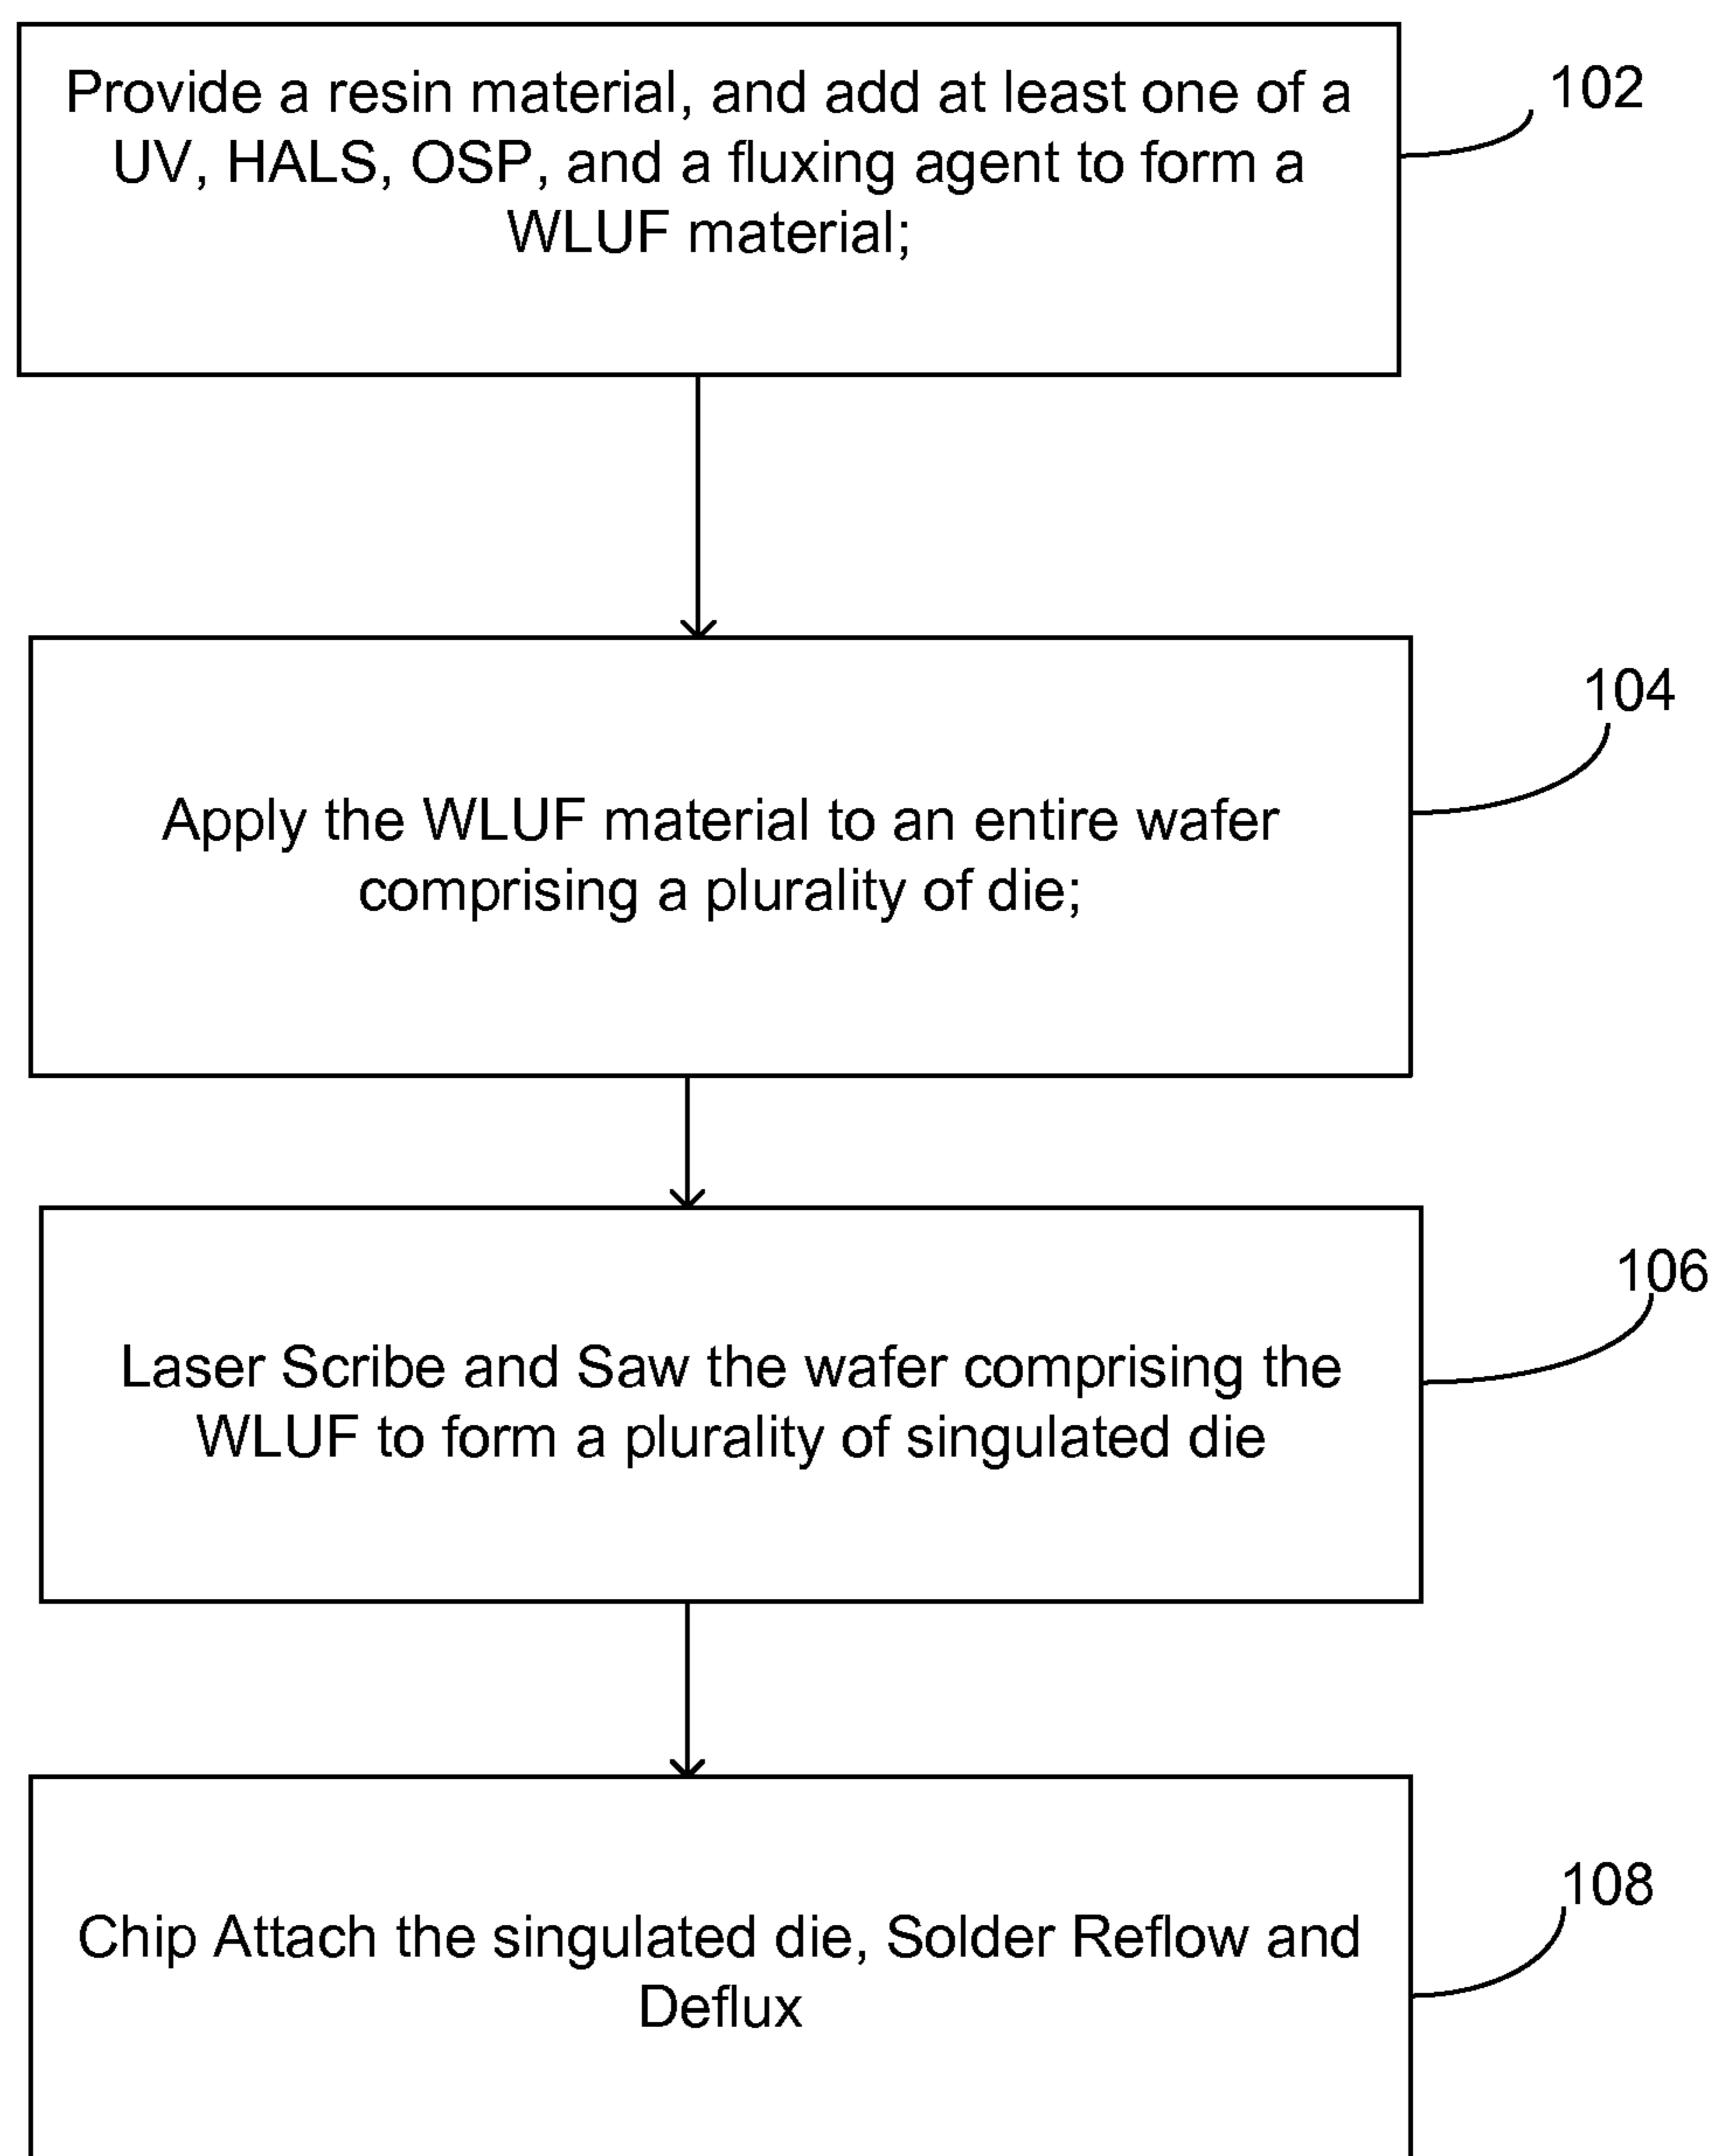 Provide a resin material, and add at least one of a
UV, HALS, OSP, and a fluxing agent to form a
WLUF material;
102
Apply the WLUF material to an entire wafer
comprising a plurality of die;
104
Laser Scribe and Saw the wafer comprising the
WLUF to form a plurality of singulated die
106
Chip Attach the singulated die, Solder Reflow and
Deflux
108